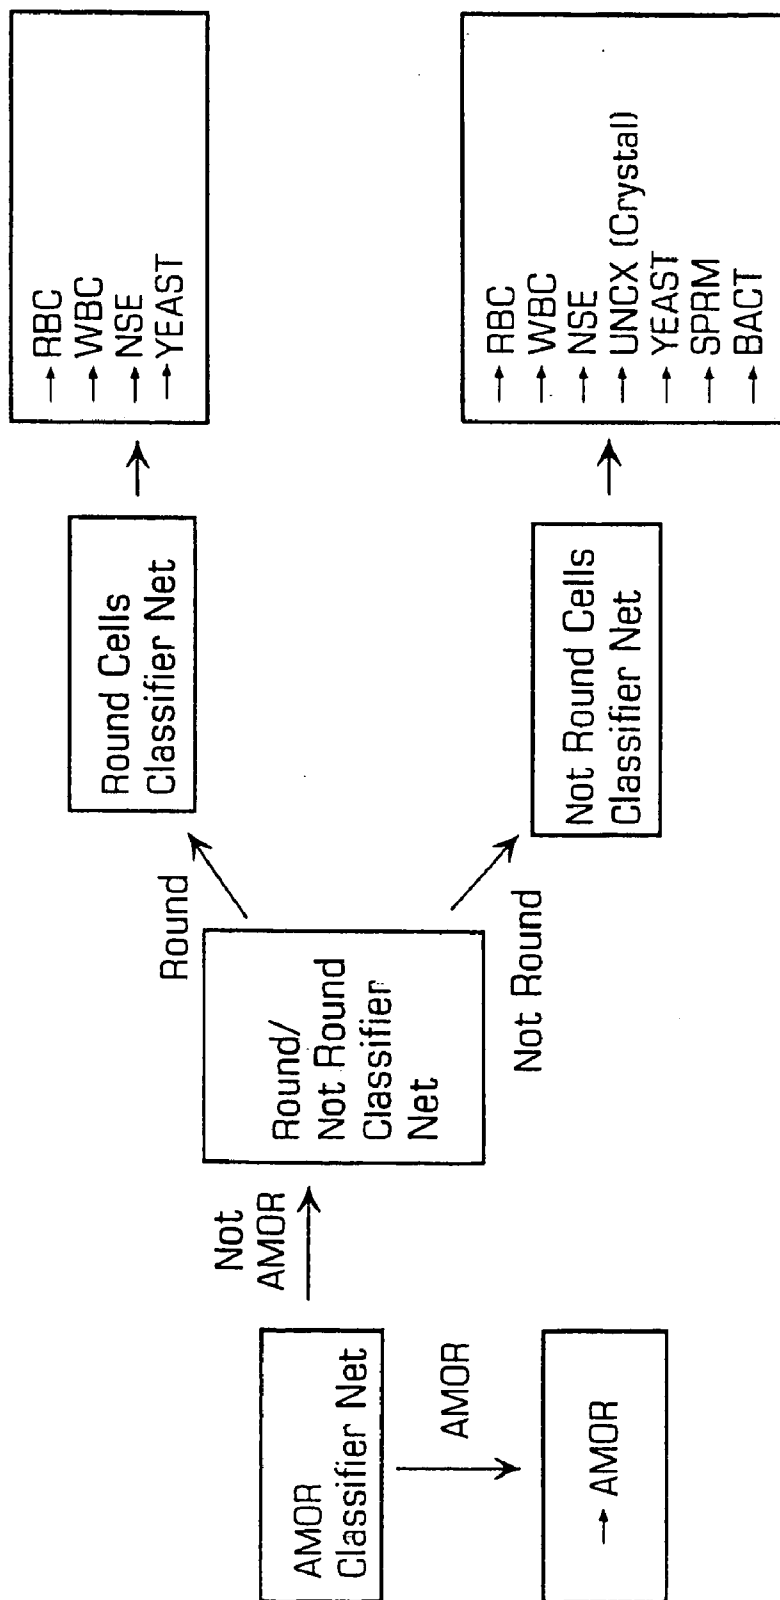 AMOR
Classifier Net
AMOR
→ AMOR
Not
AMOR
Round/
Not Round
Classifier
Net
Round
Round Cells
Classifier Net
→ RBC
→ WBC
→ NSE
→ YEAST
Not Round
Not Round Cells
Classifier Net
→ RBC
→ WBC
→ NSE
→ UNCX (Crystal)
→ YEAST
→ SPRM
→ BACT